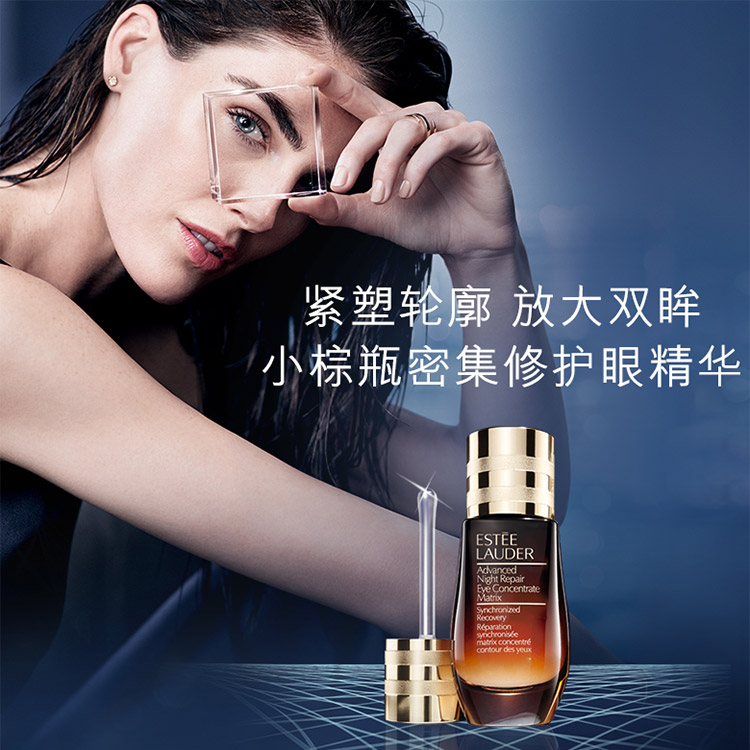 紧塑轮廓 放大双眸
小棕瓶密集修护眼精华
ESTĒE
LAUDER
Advanced
Night Repair
Eye Concentrate
Matrix
Synchronized
Recovery
Réparation
synchronisée
matrix concentré
contour des yeux